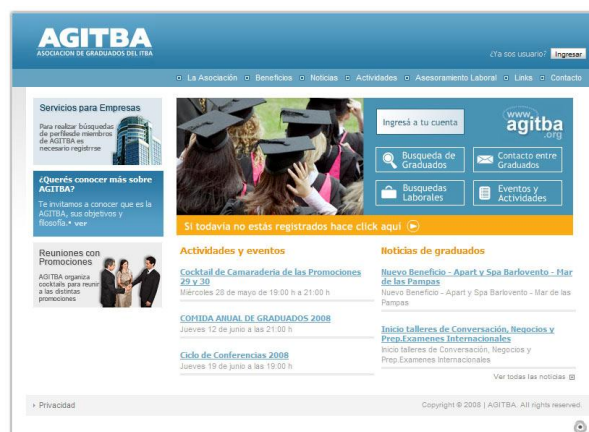 AGITBA
ASOCIACION DE GRADUADOS DEL ITBA
¿Ya sos usuario? Ingresar
La Asociación Beneficios Noticias Actividades Asesoramiento Laboral Links Contacto
Servicios para Empresas
Para realizar búsquedas
de perfilesde miembros
de AGITBA es
necesario registrrse
¿Querés conocer más sobre
AGITBA?
Te invitamos a conocer que es la
AGITBA, sus objetivos y
filosofía.• ver
Reuniones con
Promociones
AGITBA organiza
cocktails para reunir
a las distintas
promociones
Ingresá a tu cuenta
www.
agitba
.org
Busqueda de
Graduados
Contacto entre
Graduados
Busquedas
Laborales
Eventos y
Actividades
Si todavía no estás registrados hace click aquí
Actividades y eventos
Cocktail de Camaraderia de las Promociones
29 y 30
Miércoles 28 de mayo de 19:00 h a 21:00 h
COMIDA ANUAL DE GRADUADOS 2008
Jueves 12 de junio a las 21:00 h
Ciclo de Conferencias 2008
Jueves 19 de junio a las 19:00 h
Noticias de graduados
Nuevo Beneficio - Apart y Spa Barlovento - Mar
de las Pampas
Nuevo Beneficio - Apart y Spa Barlovento - Mar de las
Pampas
Inicio talleres de Conversación, Negocios y
Prep.Examenes Internacionales
Inicio talleres de Conversación, Negocios y
Prep.Examenes Internacionales
Ver todas las noticias
Privacidad
Copyright © 2008 | AGITBA. All rights reserved.